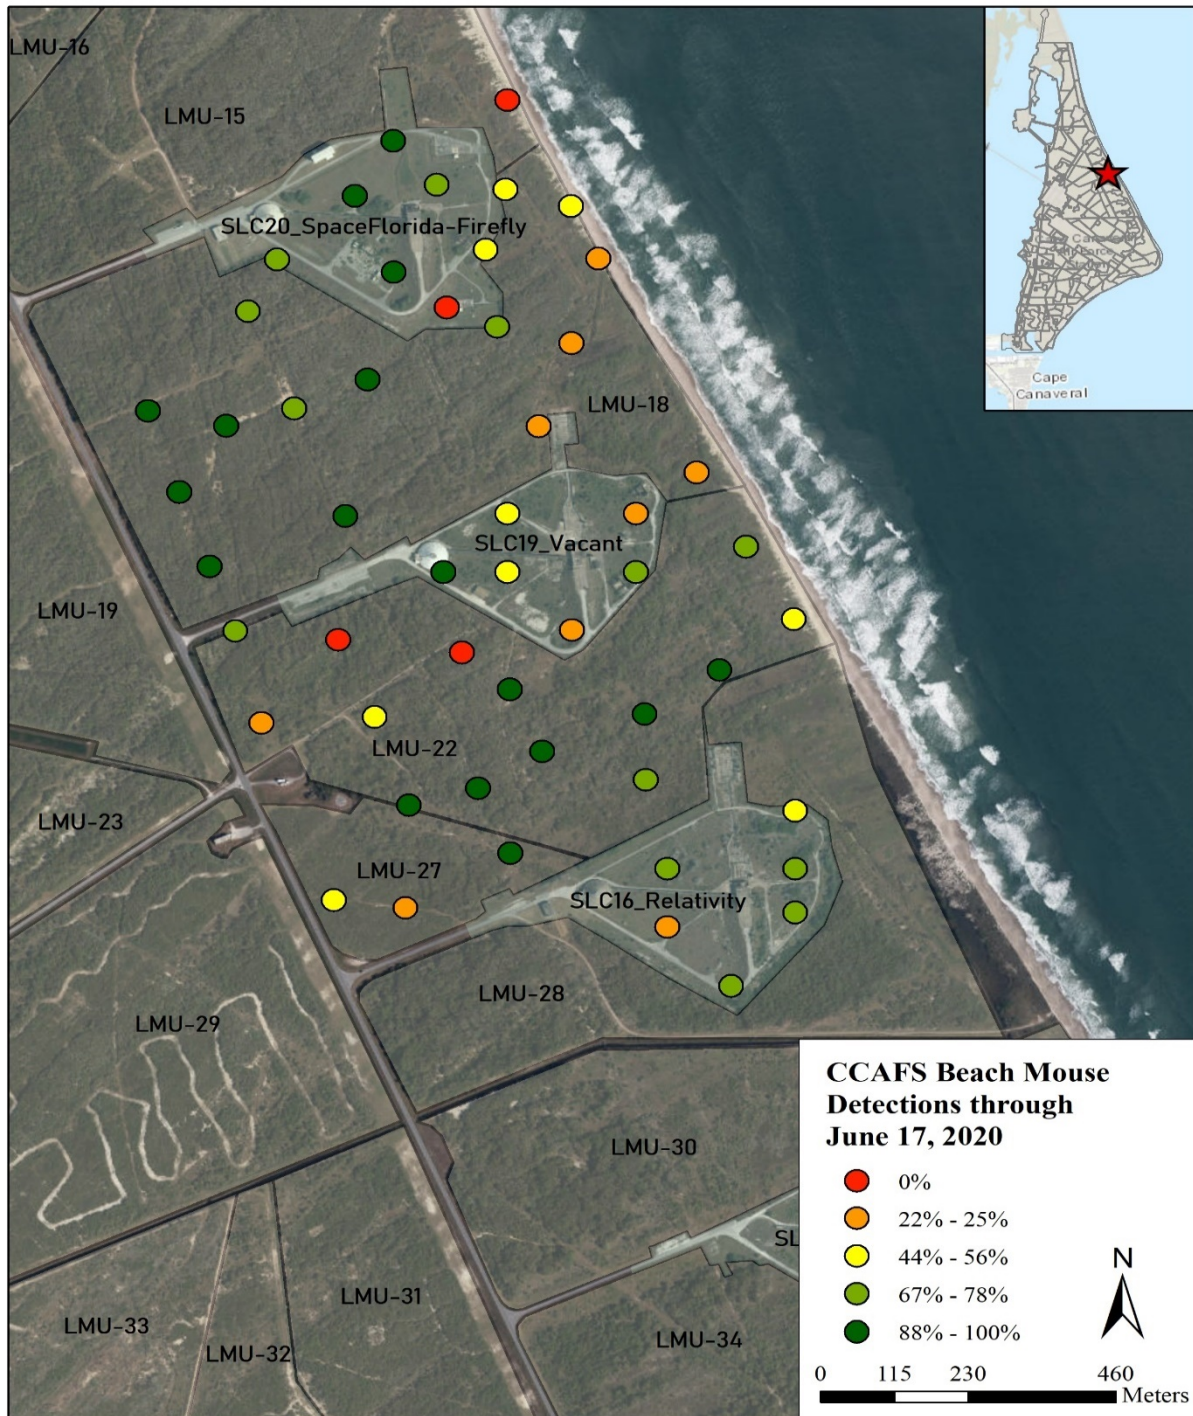 LMU-16
LMU-15
SLC20_SpaceFlorida-Firefly
LMU-18
SLC19_Vacant
LMU-19
LMU-22
LMU-23
LMU-27
SLC16_Relativity
LMU-28
LMU-29
LMU-30
SL
LMU-31
LMU-33
LMU-32
LMU-34
Cape
Canaveral
CCAFS Beach Mouse
Detections through
June 17, 2020
0%
22% - 25%
44% - 56%
67% - 78%
88% - 100%
N
0 115 230 460
Meters